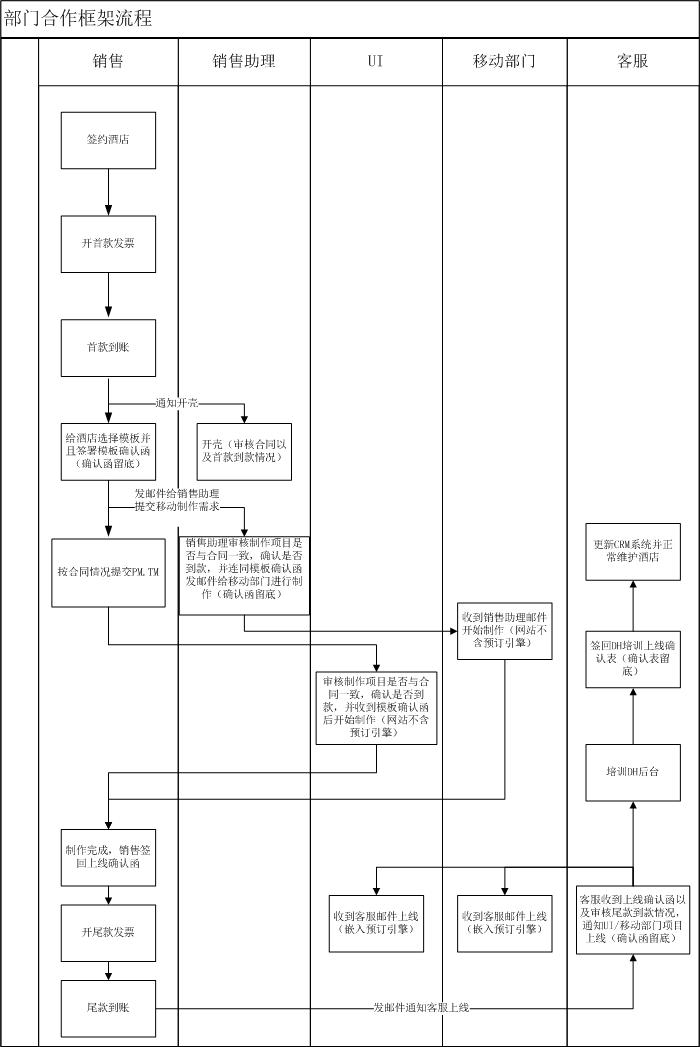 部门合作框架流程
销售
销售助理
UI
移动部门
客服
签约酒店
开首款发票
首款到账
通知开壳
给酒店选择模板并
且签署模板确认函
（确认函留底）
开壳（审核合同以
及首款到款情况）
发邮件给销售助理
提交移动制作需求
按合同情况提交PM,TM
销售助理审核制作项目是
否与合同一致，确认是否
到款，并连同模板确认函
发邮件给移动部门进行制
作（确认函留底）
更新CRM系统并正
常维护酒店
收到销售助理邮件
开始制作（网站不
含预订引擎）
签回DH培训上线确
认表（确认表留
底）
审核制作项目是否与合
同一致，确认是否到
款，并收到模板确认函
后开始制作（网站不含
预订引擎）
培训DH后台
制作完成，销售签
回上线确认函
收到客服邮件上线
（嵌入预订引擎）
收到客服邮件上线
（嵌入预订引擎）
客服收到上线确认函以
及审核尾款到款情况，
通知UI/移动部门项目
上线（确认函留底）
开尾款发票
尾款到账
发邮件通知客服上线